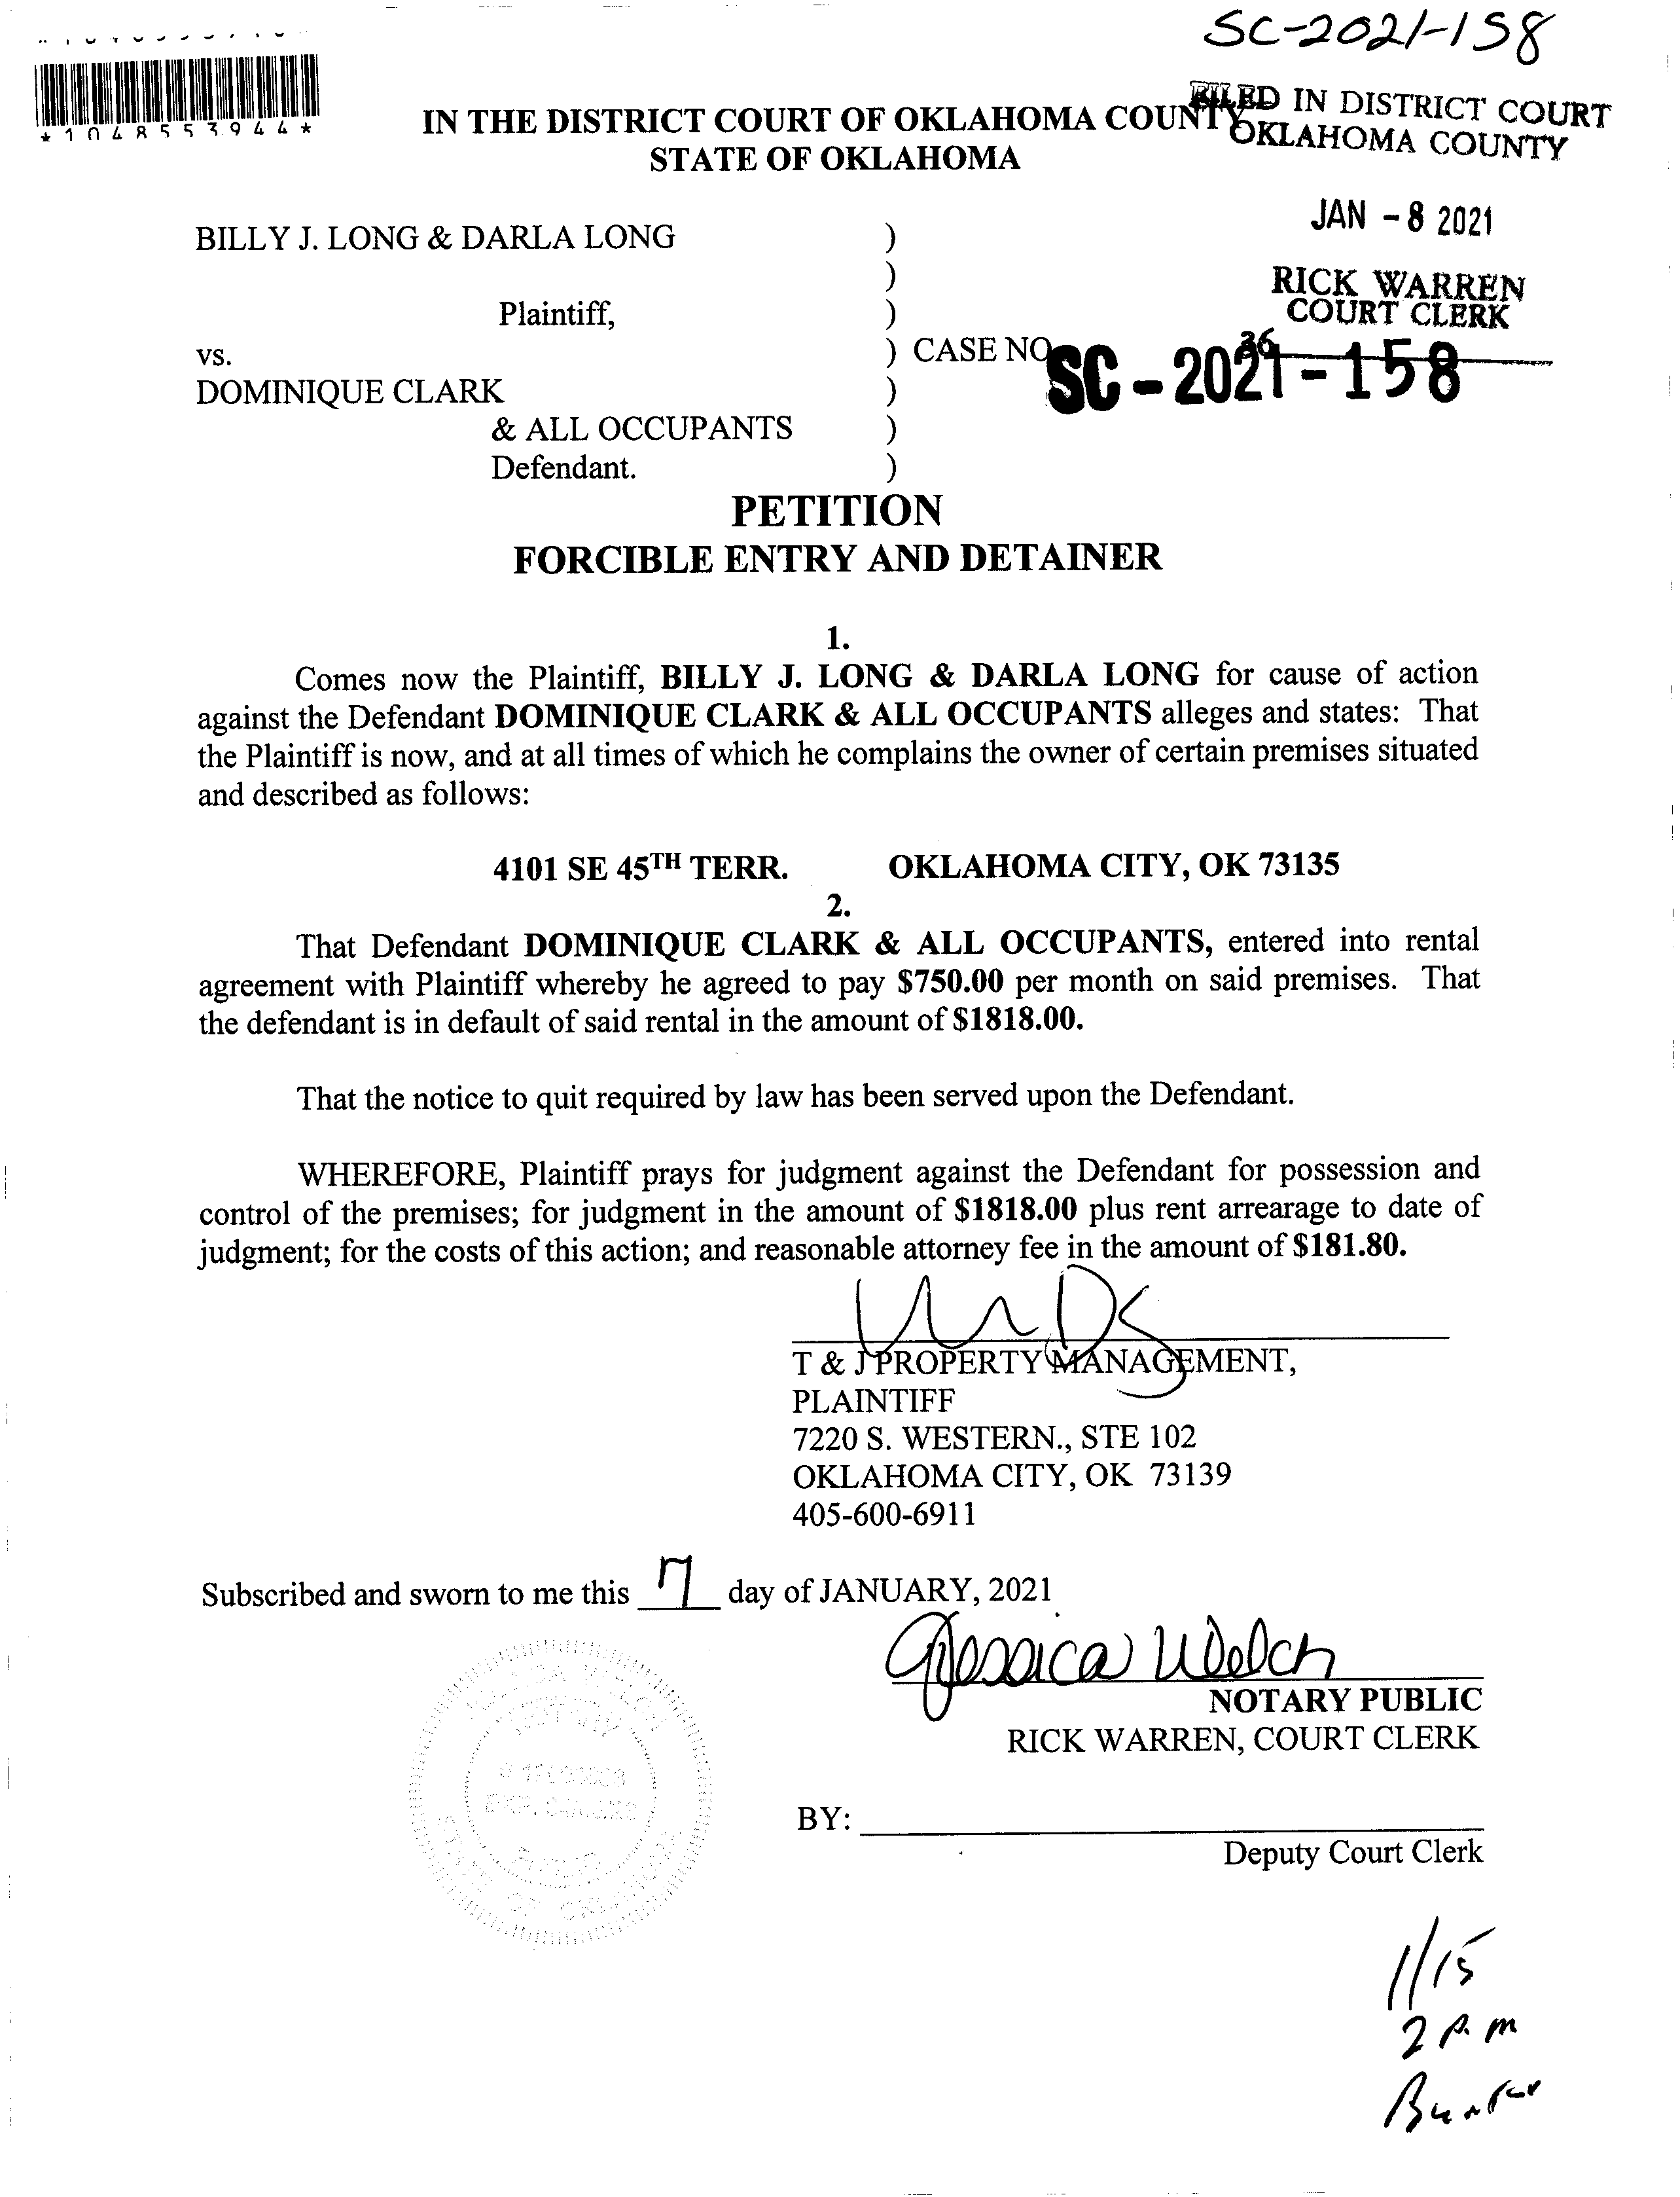 SC-2021-158
*1048553944*
FILED IN DISTRICT COURT
OKLAHOMA COUNTY
IN THE DISTRICT COURT OF OKLAHOMA COUNTY
STATE OF OKLAHOMA
JAN -8 2021
RICK WARREN
COURT CLERK
36
BILLY J. LONG & DARLA LONG )
)
Plaintiff, )
vs. ) CASE NO. SC-2021-158
DOMINIQUE CLARK )
& ALL OCCUPANTS )
Defendant. )
PETITION
FORCIBLE ENTRY AND DETAINER
1.
Comes now the Plaintiff, BILLY J. LONG & DARLA LONG for cause of action
against the Defendant DOMINIQUE CLARK & ALL OCCUPANTS alleges and states: That
the Plaintiff is now, and at all times of which he complains the owner of certain premises situated
and described as follows:
4101 SE 45TH TERR. OKLAHOMA CITY, OK 73135
2.
That Defendant DOMINIQUE CLARK & ALL OCCUPANTS, entered into rental
agreement with Plaintiff whereby he agreed to pay $750.00 per month on said premises. That
the defendant is in default of said rental in the amount of $1818.00.
That the notice to quit required by law has been served upon the Defendant.
WHEREFORE, Plaintiff prays for judgment against the Defendant for possession and
control of the premises; for judgment in the amount of $1818.00 plus rent arrearage to date of
judgment; for the costs of this action; and reasonable attorney fee in the amount of $181.80.
T & J PROPERTY MANAGEMENT,
PLAINTIFF
7220 S. WESTERN., STE 102
OKLAHOMA CITY, OK 73139
405-600-6911
Subscribed and sworn to me this 7 day of JANUARY, 2021
Jessica Welch
NOTARY PUBLIC
RICK WARREN, COURT CLERK
STATE OF OKLAHOMA
BY:
Deputy Court Clerk
1/15
2 P.m